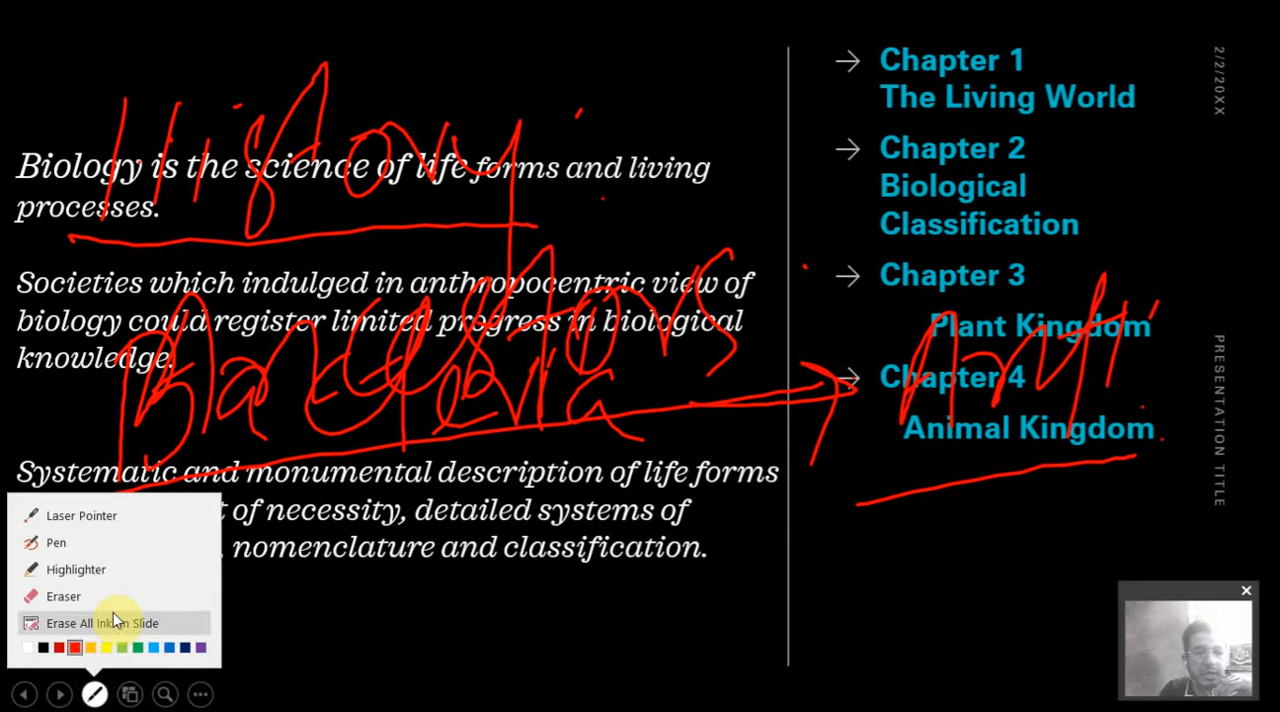 Biology is the science of life forms and living
processes.
Societies which indulged in anthropocentric view of
biology could register limited progress in biological
knowledge.
Systematic and monumental description of life forms
of necessity, detailed systems of
nomenclature and classification.
History
Ancestors
Bacteria
Anti
→ Chapter 1
The Living World
→ Chapter 2
Biological
Classification
→ Chapter 3
Plant Kingdom
→ Chapter 4
Animal Kingdom
2/2/20XX
PRESENTATION TITLE
Laser Pointer
Pen
Highlighter
Eraser
Erase All Ink on Slide